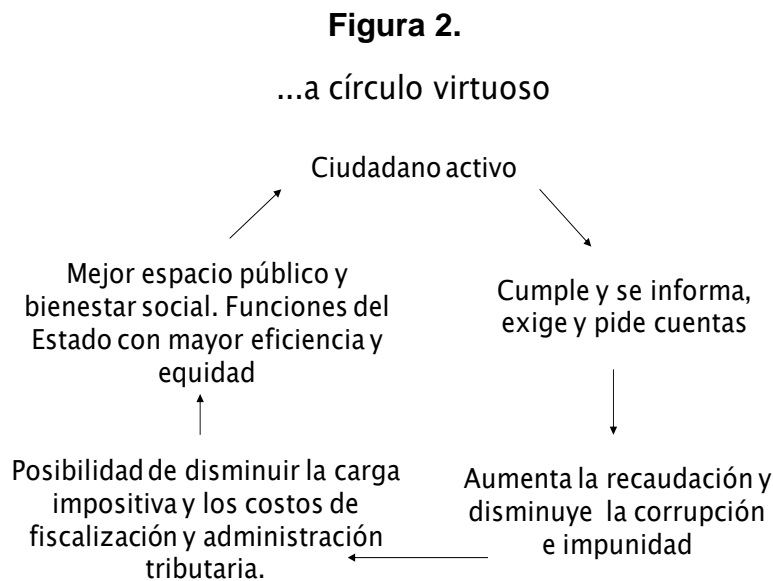 Figura 2.
...a círculo virtuoso
Ciudadano activo
Cumple y se informa,
exige y pide cuentas
Aumenta la recaudación y
disminuye la corrupción
e impunidad
Posibilidad de disminuir la carga
impositiva y los costos de
fiscalización y administración
tributaria.
Mejor espacio público y
bienestar social. Funciones del
Estado con mayor eficiencia y
equidad